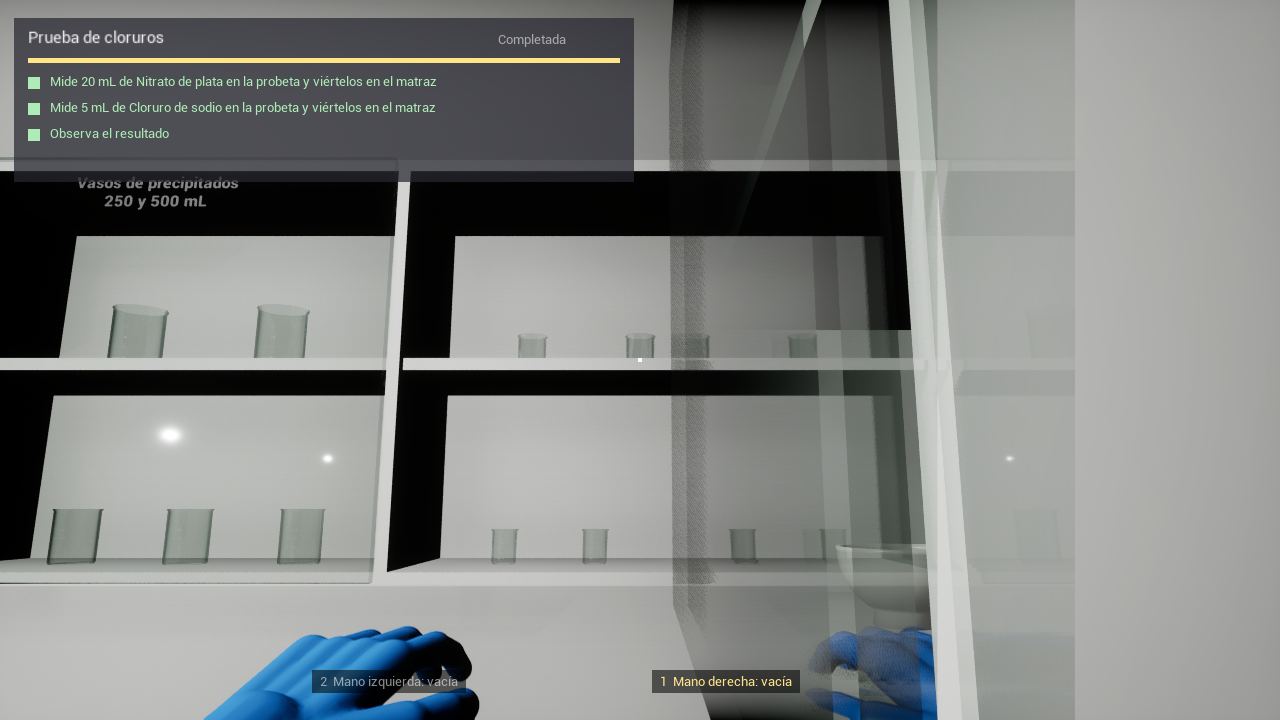 Prueba de cloruros
Completada
Mide 20 mL de Nitrato de plata en la probeta y viértelos en el matraz
Mide 5 mL de Cloruro de sodio en la probeta y viértelos en el matraz
Observa el resultado
Vasos de precipitados
250 y 500 mL
2 Mano izquierda: vacía
1 Mano derecha: vacía